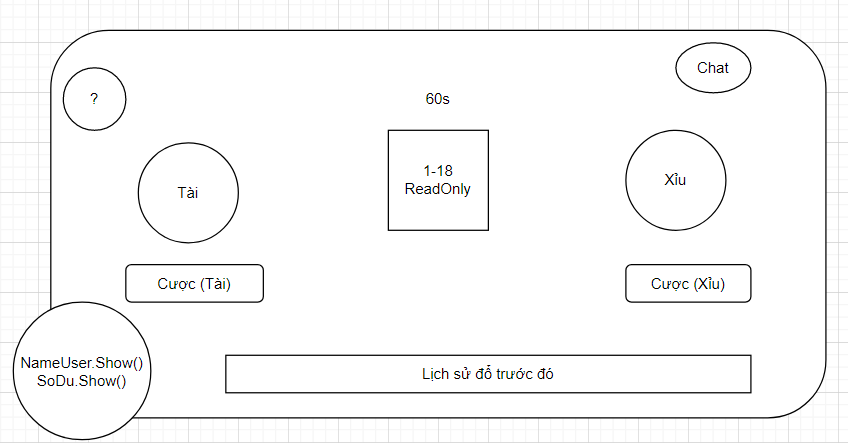 Chat
?
60s
1-18
ReadOnly
Tài
Xỉu
Cược (Tài)
Cược (Xỉu)
NameUser.Show()
SoDu.Show()
Lịch sử đổ trước đó